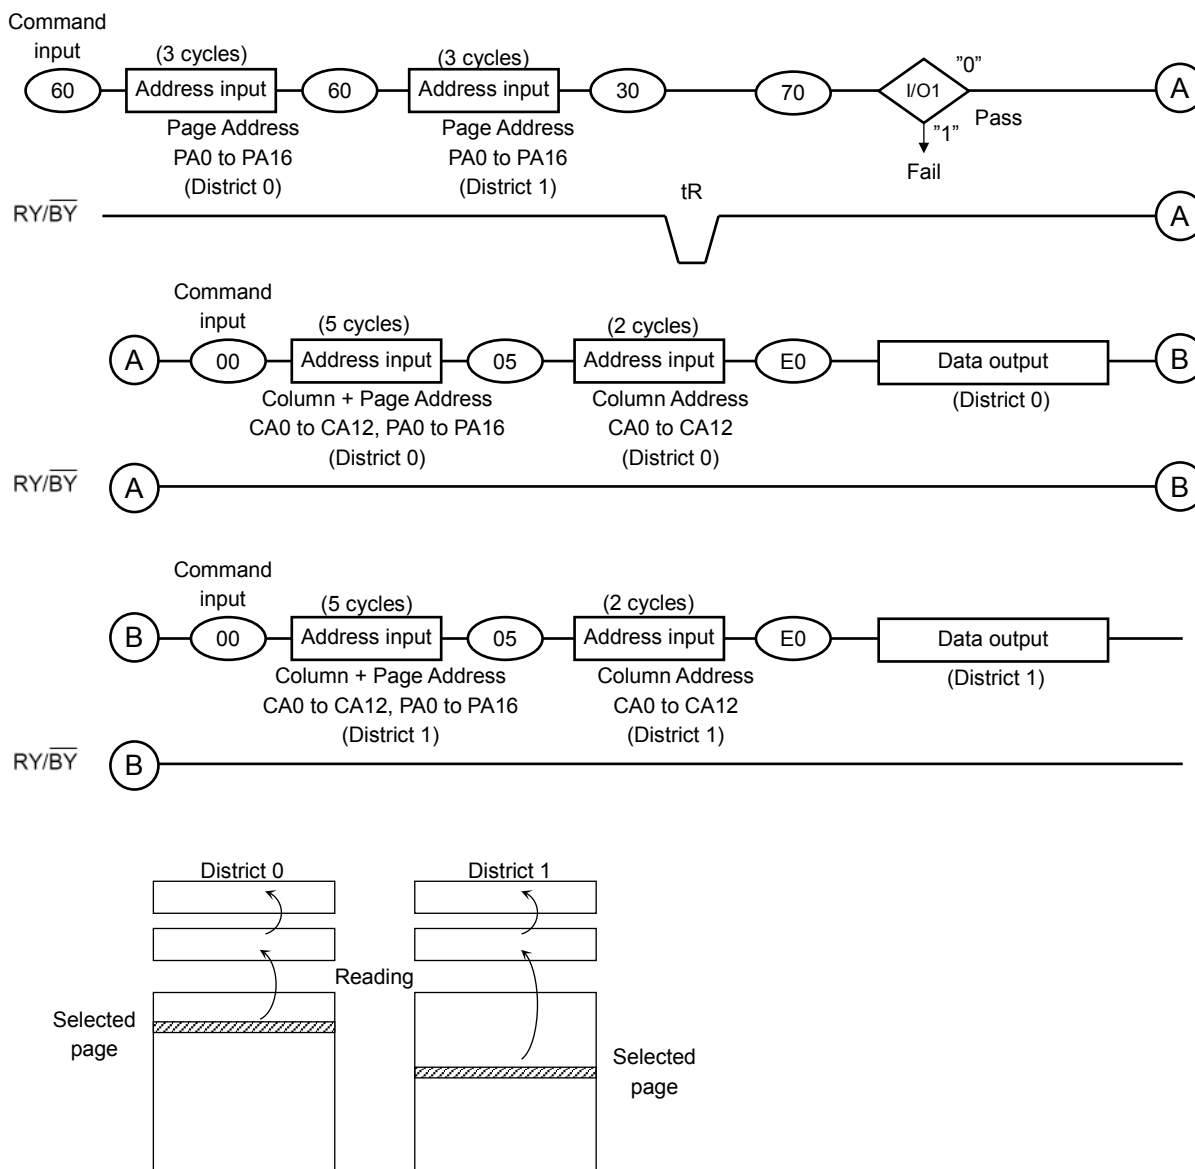 Command
input
(3 cycles)
(3 cycles)
"0"
60
Address input
60
Address input
30
70
I/O1
A
"1"
Pass
Page Address
PA0 to PA16
(District 0)
Page Address
PA0 to PA16
(District 1)
Fail
tR
RY/B̅Y̅
A
Command
input
(5 cycles)
(2 cycles)
A
00
Address input
05
Address input
E0
Data output
B
Column + Page Address
CA0 to CA12, PA0 to PA16
(District 0)
Column Address
CA0 to CA12
(District 0)
(District 0)
RY/B̅Y̅
A
B
Command
input
(5 cycles)
(2 cycles)
B
00
Address input
05
Address input
E0
Data output
Column + Page Address
CA0 to CA12, PA0 to PA16
(District 1)
Column Address
CA0 to CA12
(District 1)
(District 1)
RY/B̅Y̅
B
District 0
District 1
Reading
Selected
page
Selected
page